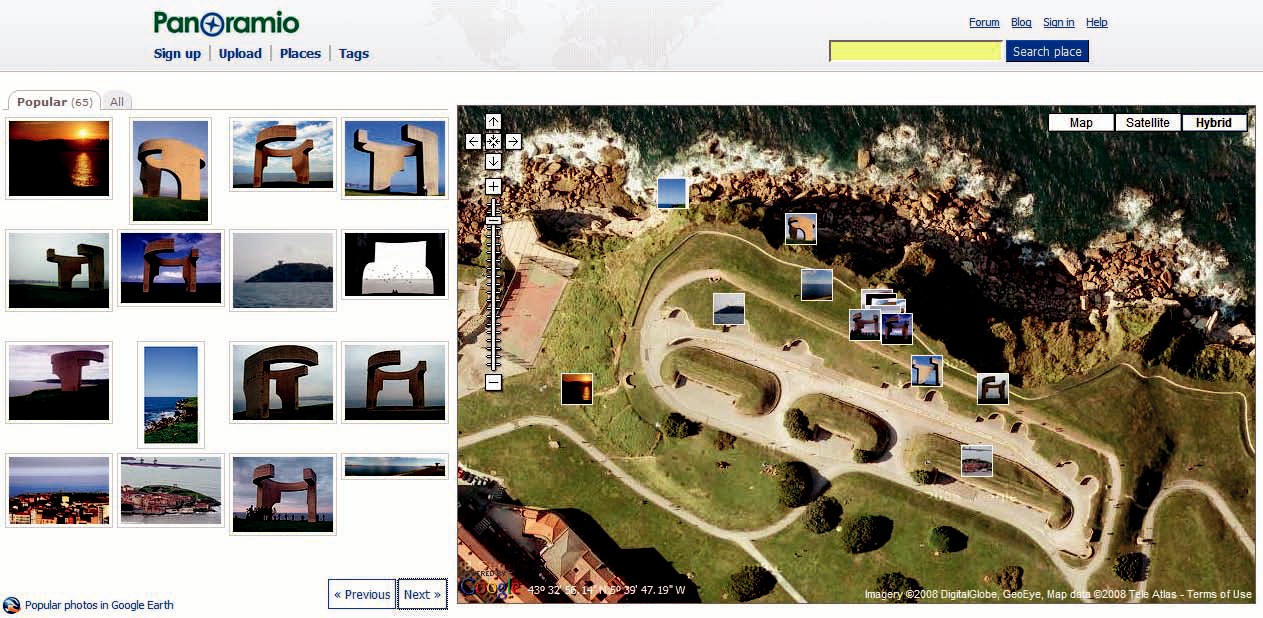 Panoramio
Forum Blog Sign in Help
Sign up Upload Places Tags
Search place
Popular (65) All
Map Satellite Hybrid
« Previous Next »
Popular photos in Google Earth
POWERED BY
Google
43º 32' 56.14" N 5º 39' 47.19" W
Imagery ©2008 DigitalGlobe, GeoEye, Map data ©2008 Tele Atlas - Terms of Use